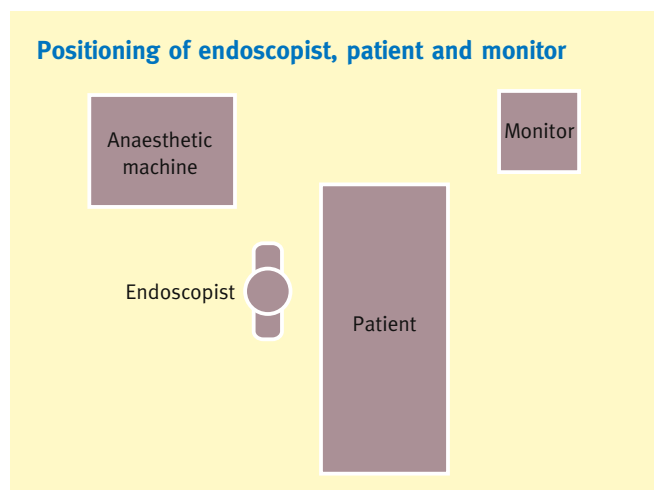 Positioning of endoscopist, patient and monitor
Anaesthetic
machine
Monitor
Endoscopist
Patient